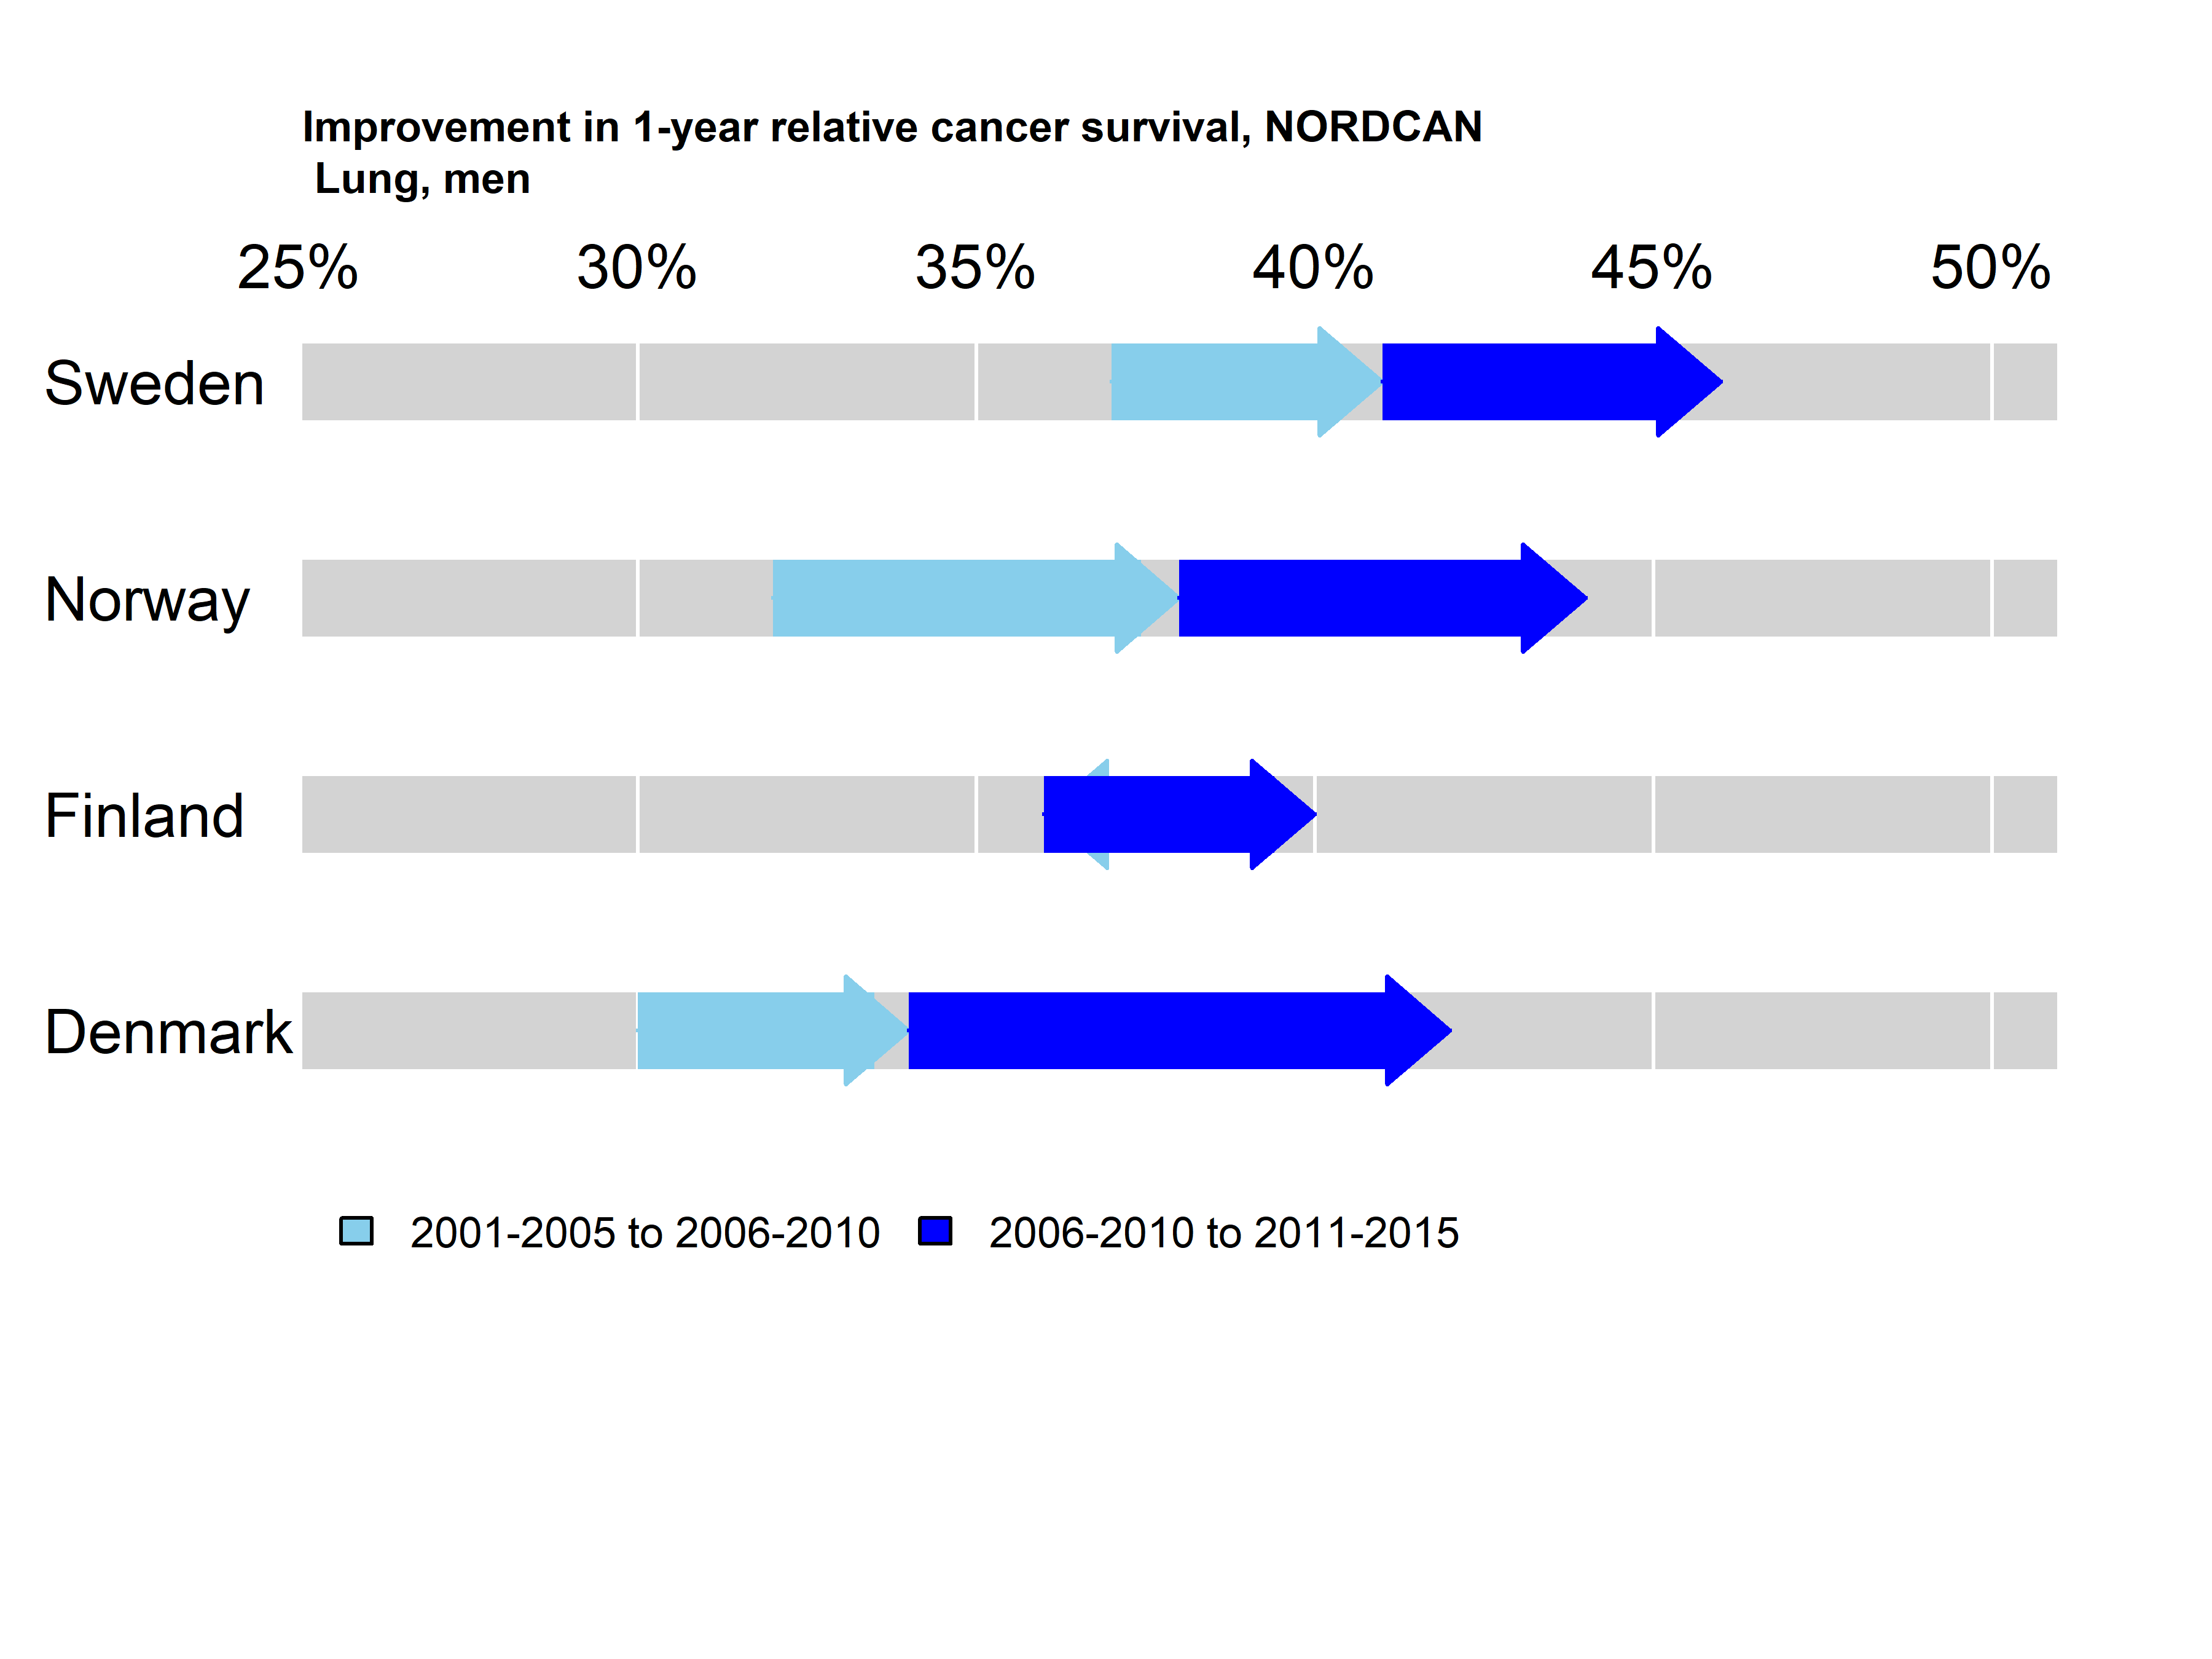 Improvement in 1-year relative cancer survival, NORDCAN
Lung, men
25% 30% 35% 40% 45% 50%
Sweden
Norway
Finland
Denmark
2001-2005 to 2006-2010 2006-2010 to 2011-2015